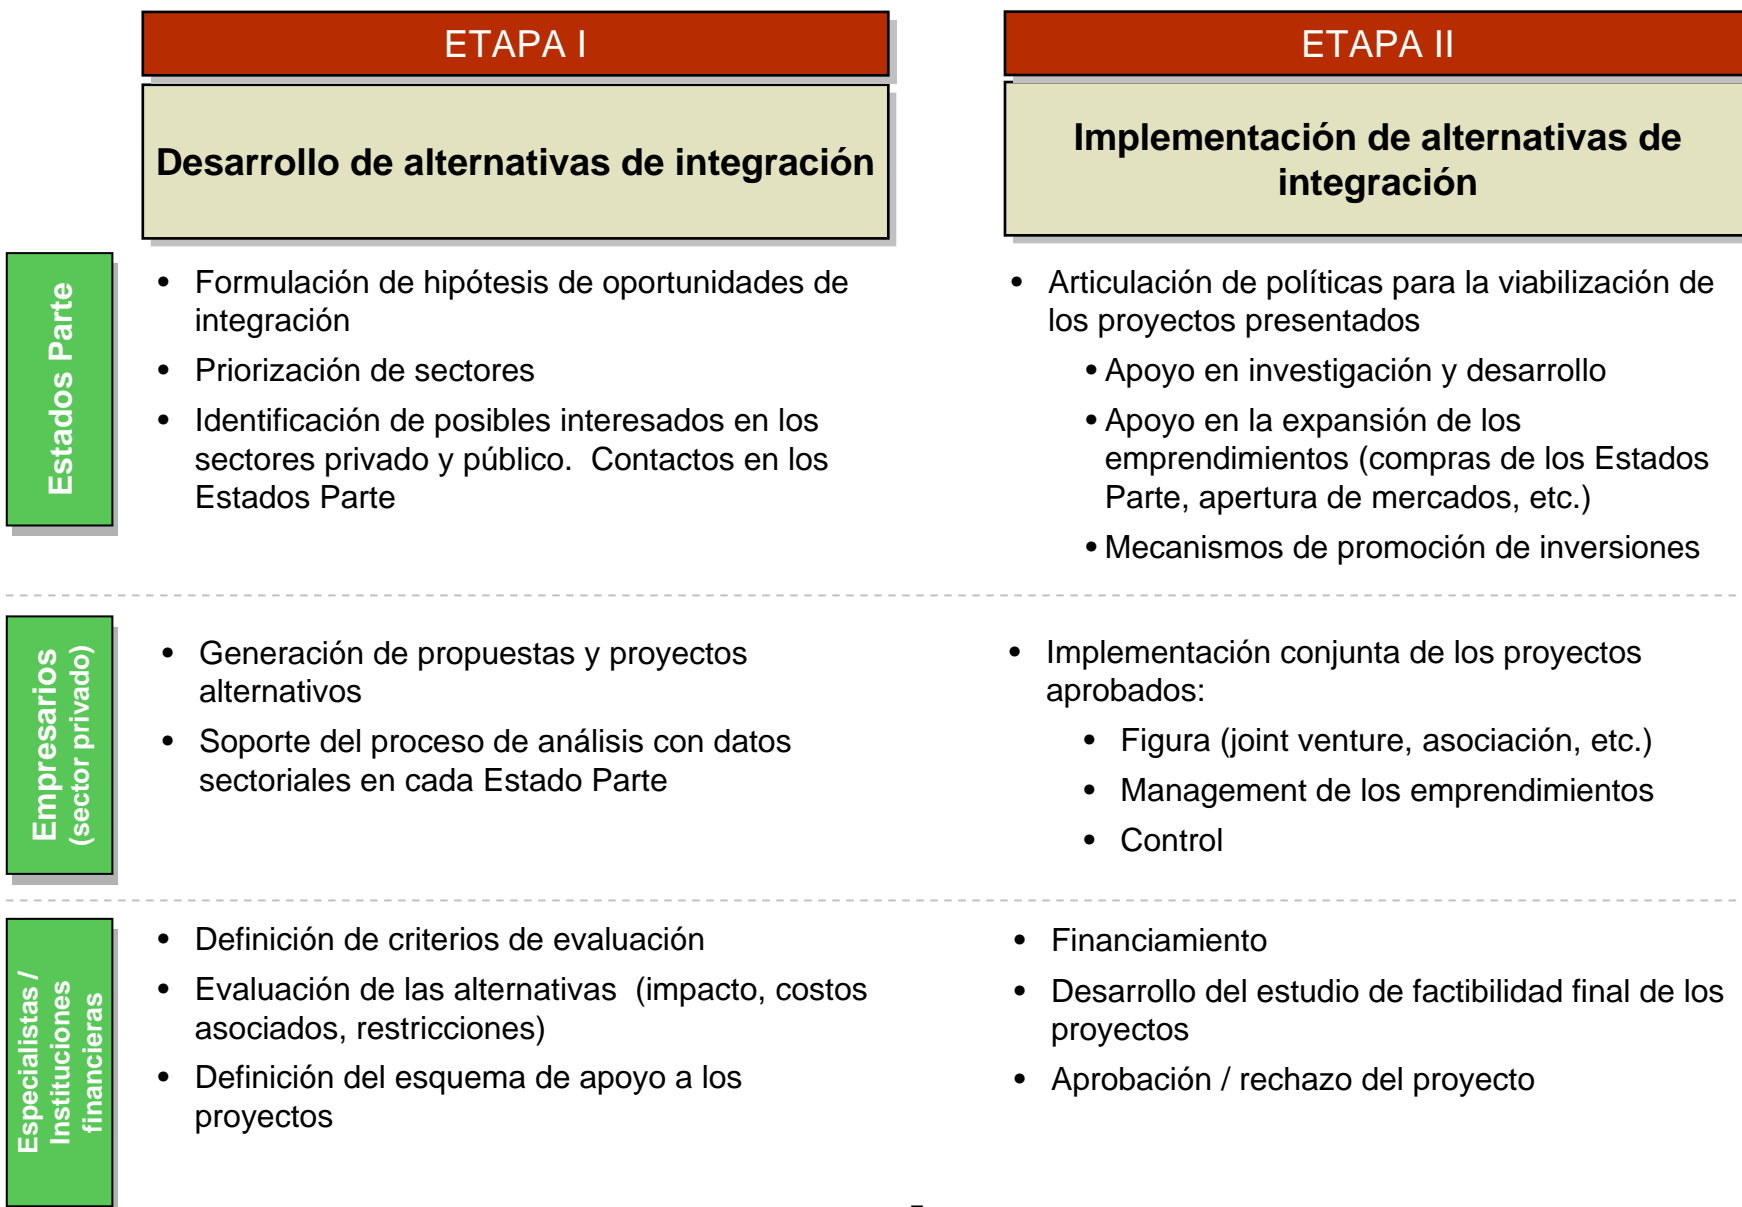 ETAPA I
Desarrollo de alternativas de integración
ETAPA II
Implementación de alternativas de
integración
Estados Parte
• Formulación de hipótesis de oportunidades de
integración
• Priorización de sectores
• Identificación de posibles interesados en los
sectores privado y público.  Contactos en los
Estados Parte
• Articulación de políticas para la viabilización de
los proyectos presentados
• Apoyo en investigación y desarrollo
• Apoyo en la expansión de los
emprendimientos (compras de los Estados
Parte, apertura de mercados, etc.)
• Mecanismos de promoción de inversiones
Empresarios
(sector privado)
• Generación de propuestas y proyectos
alternativos
• Soporte del proceso de análisis con datos
sectoriales en cada Estado Parte
• Implementación conjunta de los proyectos
aprobados:
• Figura (joint venture, asociación, etc.)
• Management de los emprendimientos
• Control
Especialistas /
Instituciones
financieras
• Definición de criterios de evaluación
• Evaluación de las alternativas  (impacto, costos
asociados, restricciones)
• Definición del esquema de apoyo a los
proyectos
• Financiamiento
• Desarrollo del estudio de factibilidad final de los
proyectos
• Aprobación / rechazo del proyecto